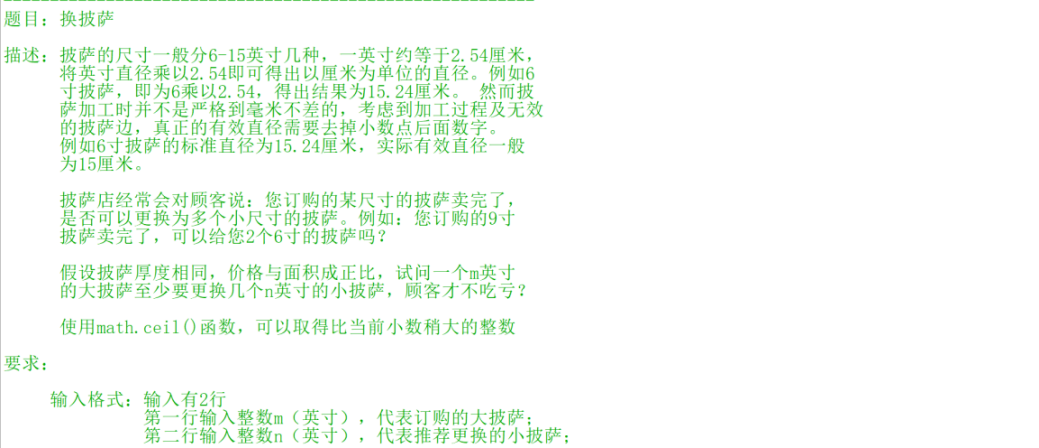 题目：换披萨
描述：披萨的尺寸一般分6-15英寸几种，一英寸约等于2.54厘米，
将英寸直径乘以2.54即可得出以厘米为单位的直径。例如6
寸披萨，即为6乘以2.54，得出结果为15.24厘米。 然而披
萨加工时并不是严格到毫米不差的，考虑到加工过程及无效
的披萨边，真正的有效直径需要去掉小数点后面数字。
例如6寸披萨的标准直径为15.24厘米，实际有效直径一般
为15厘米。
披萨店经常会对顾客说：您订购的某尺寸的披萨卖完了，
是否可以更换为多个小尺寸的披萨。例如：您订购的9寸
披萨卖完了，可以给您2个6寸的披萨吗？
假设披萨厚度相同，价格与面积成正比，试问一个m英寸
的大披萨至少要更换几个n英寸的小披萨，顾客才不吃亏？
使用math.ceil()函数，可以取得比当前小数稍大的整数
要求：
输入格式：输入有2行
第一行输入整数m（英寸），代表订购的大披萨；
第二行输入整数n（英寸），代表推荐更换的小披萨；